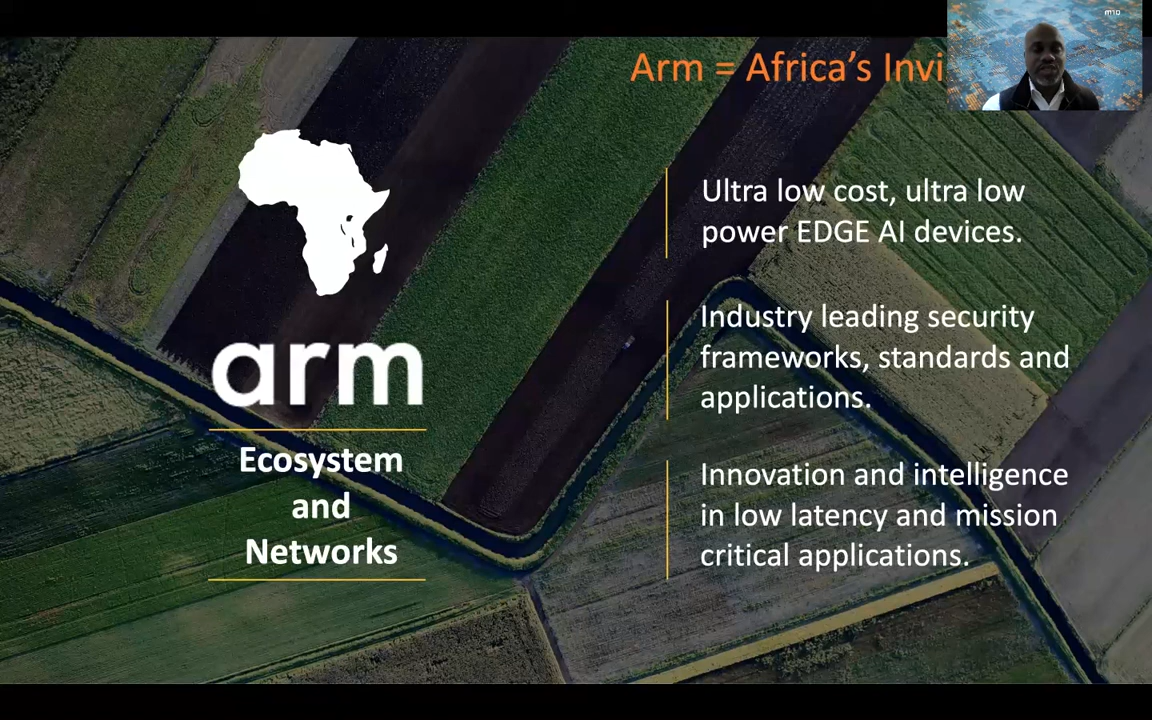 Arm = Africa's Invi
m10
arm
Ecosystem
and
Networks
Ultra low cost, ultra low
power EDGE AI devices.
Industry leading security
frameworks, standards and
applications.
Innovation and intelligence
in low latency and mission
critical applications.